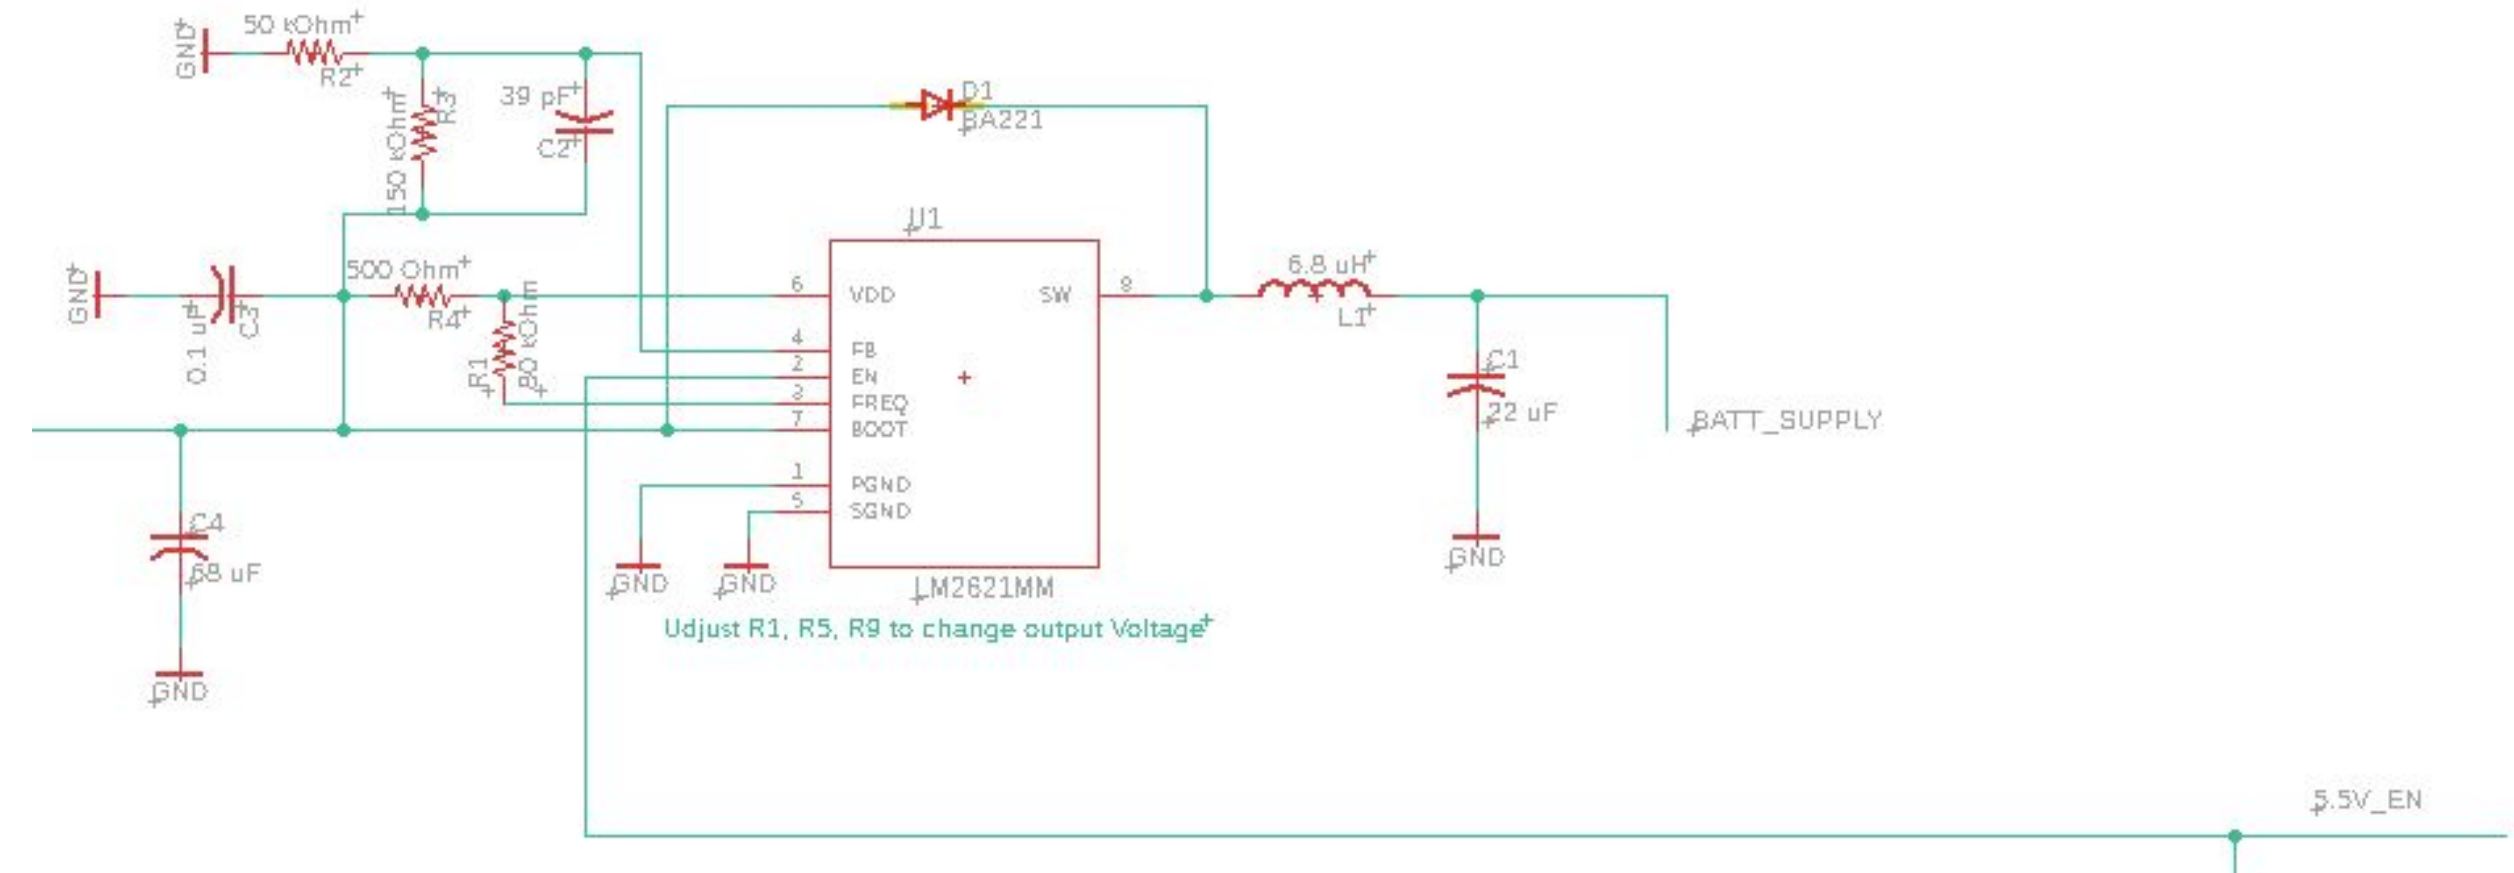 50 kOhm
GND
R2
D1
BA221
39 pF
C2
150 kOhm
R3
U1
500 Ohm
R4
GND
0.1 uF
C3
R1
80 kOhm
6
VDD
SW
8
4
FB
2
EN
3
FREQ
7
BOOT
1
PGND
5
SGND
6.8 uH
L1
C1
22 uF
BATT_SUPPLY
C4
68 uF
GND
GND
GND
GND
LM2621MM
Udjust R1, R5, R9 to change output Voltage
5.5V_EN